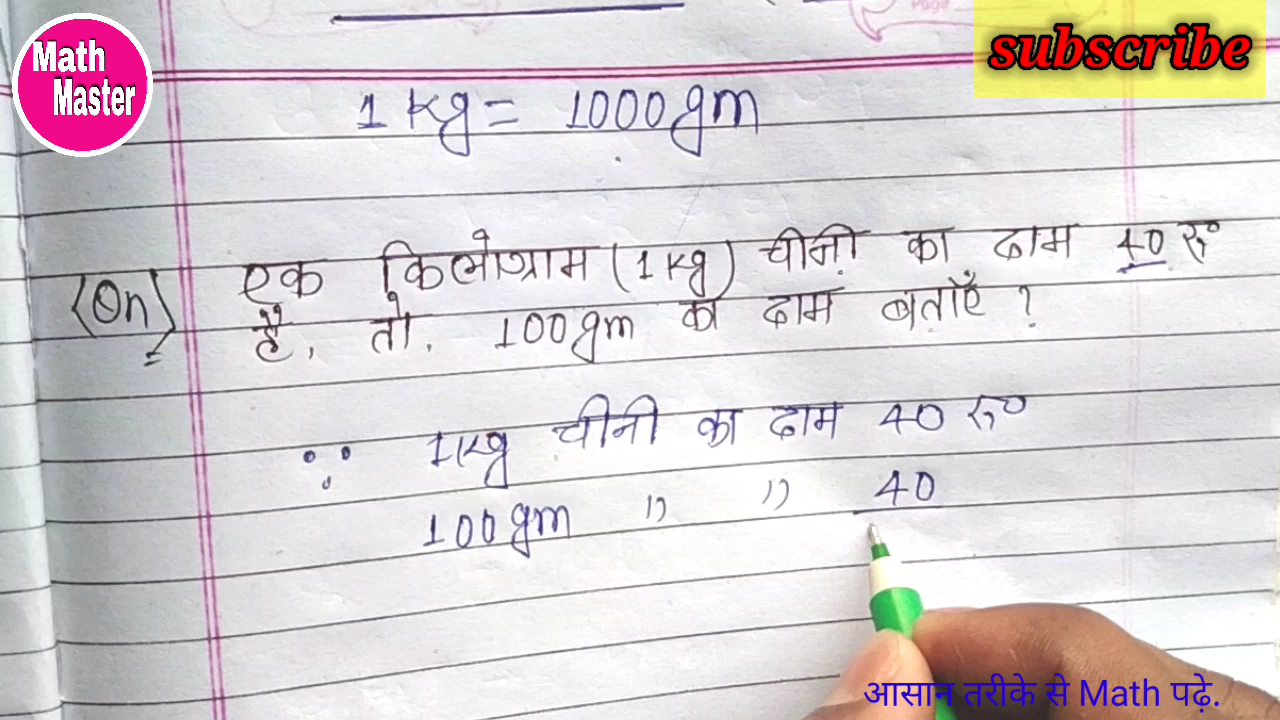 Math
Master
subscribe
1 kg = 1000 gm
(Qn) एक किलोग्राम (1 kg) चीनी का दाम 40 रु०
है, तो, 100 gm का दाम बताएँ ?
∵ 1 kg चीनी का दाम 40 रु०
100 gm ,, ,, 40
आसान तरीके से Math पढ़े.